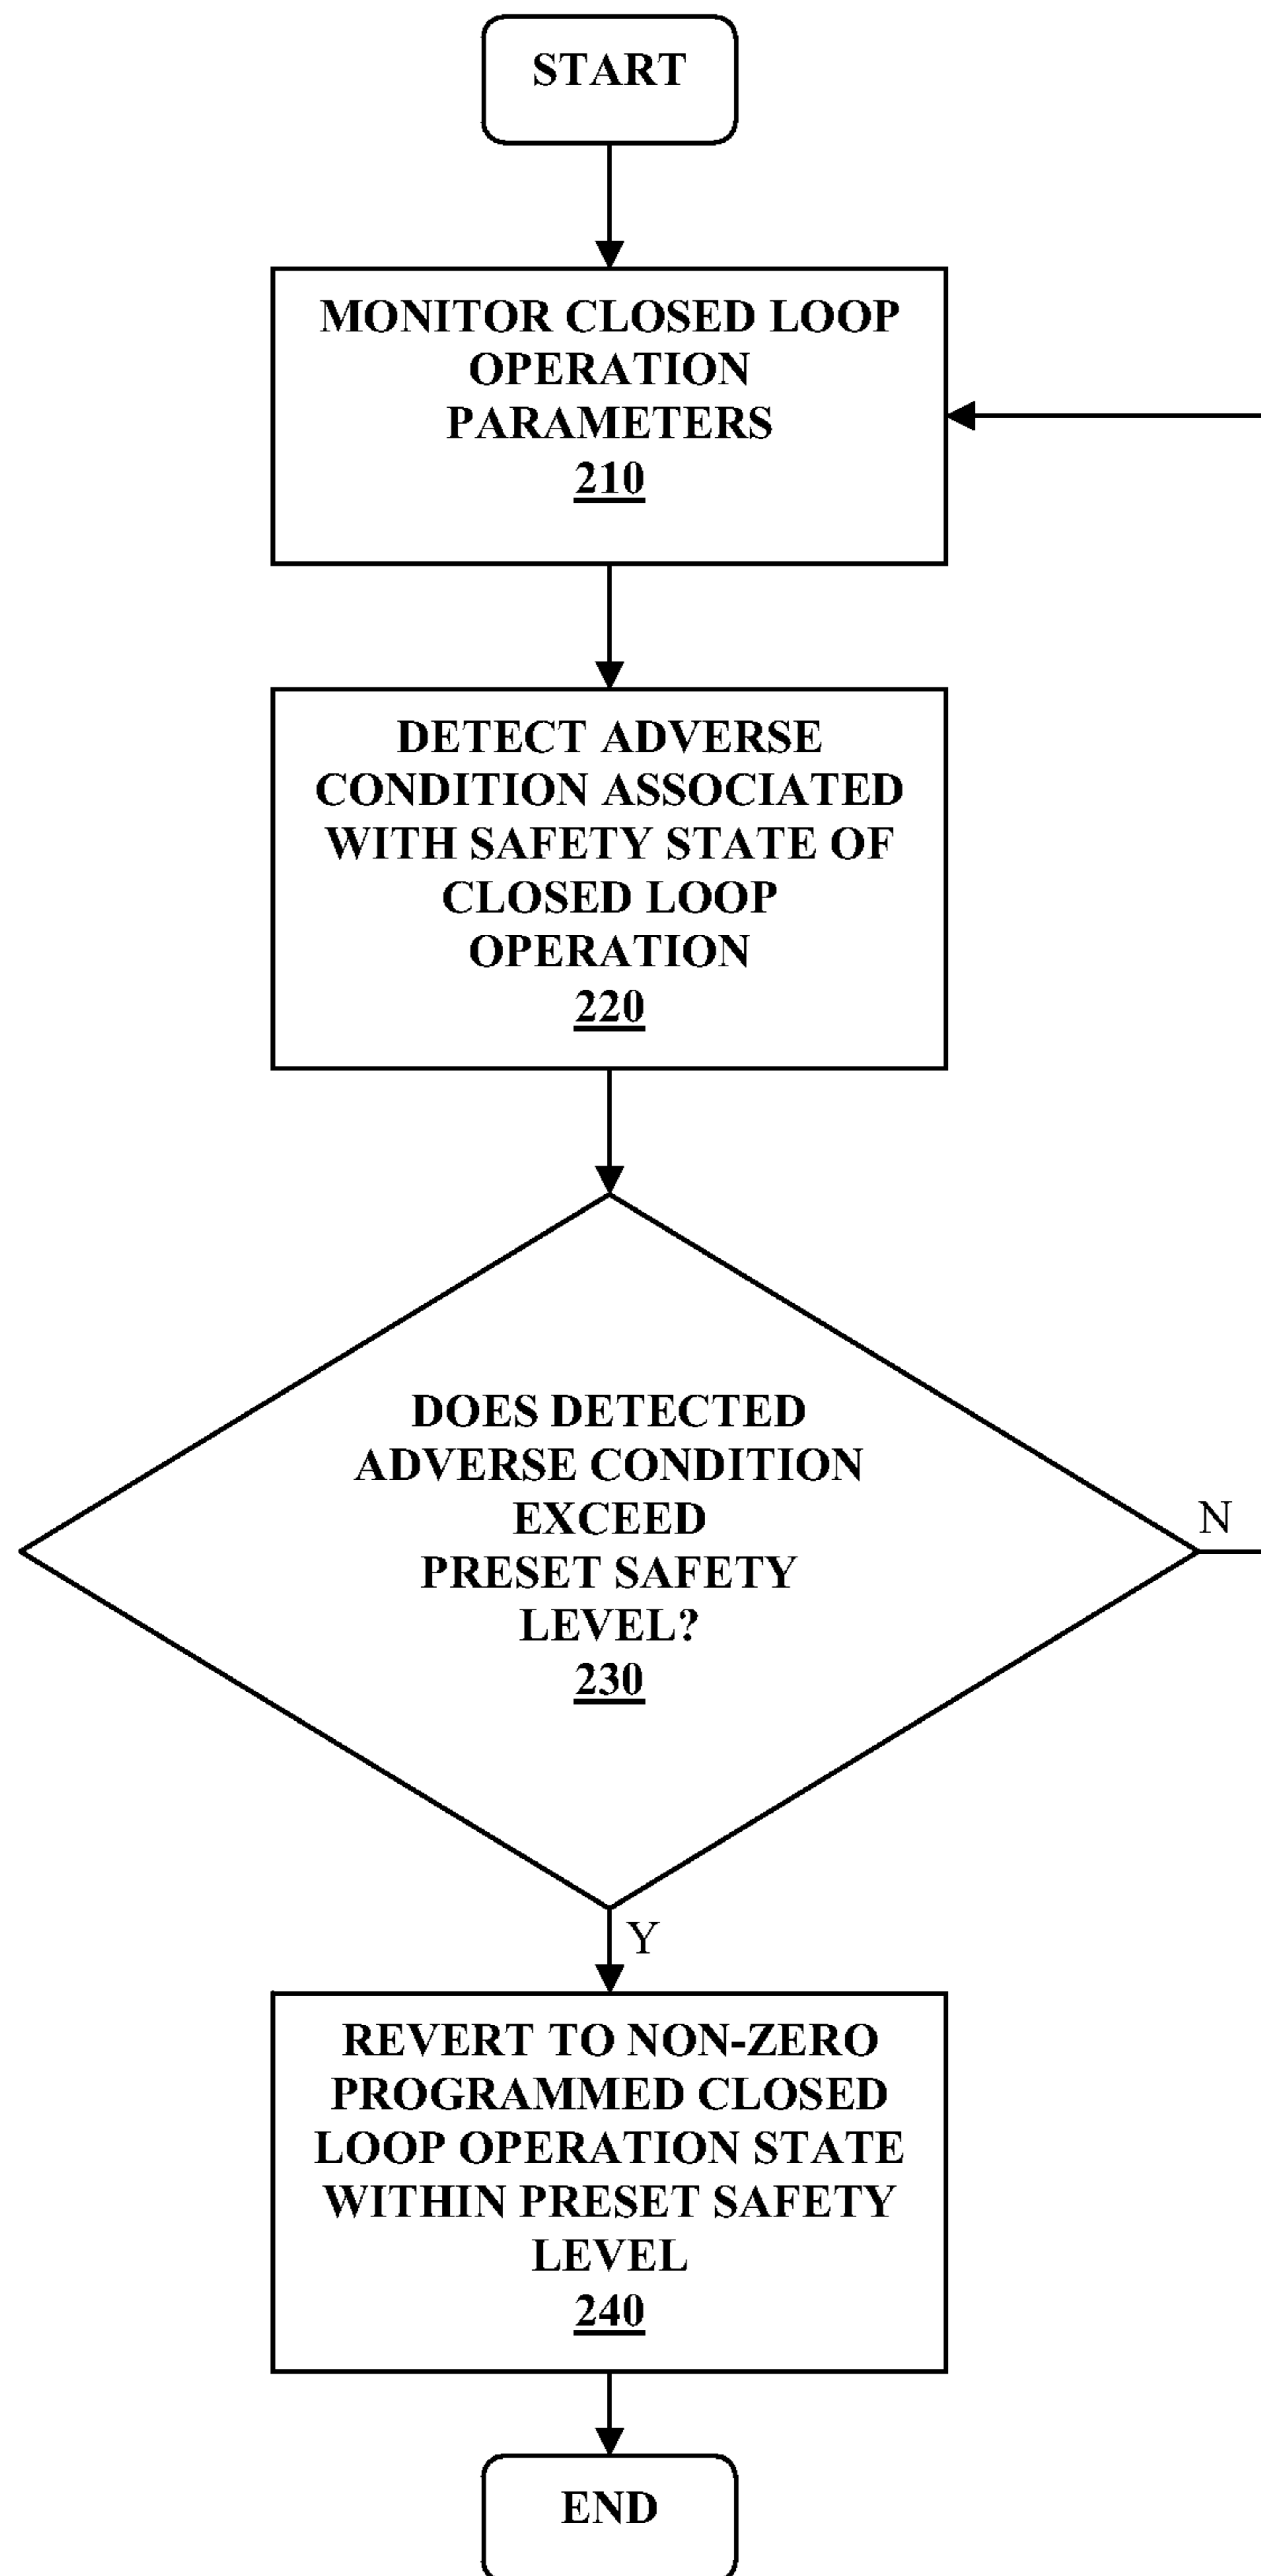 START
MONITOR CLOSED LOOP
OPERATION
PARAMETERS
210
DETECT ADVERSE
CONDITION ASSOCIATED
WITH SAFETY STATE OF
CLOSED LOOP
OPERATION
220
DOES DETECTED
ADVERSE CONDITION
EXCEED
PRESET SAFETY
LEVEL?
230
N
Y
REVERT TO NON-ZERO
PROGRAMMED CLOSED
LOOP OPERATION STATE
WITHIN PRESET SAFETY
LEVEL
240
END